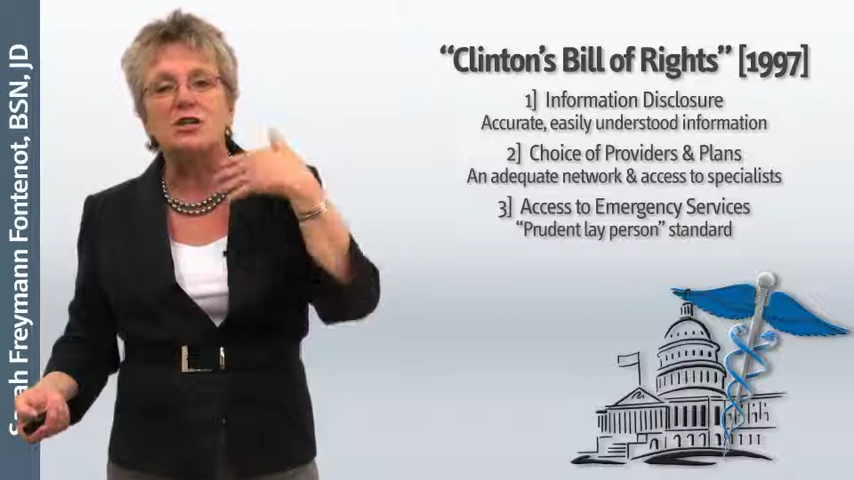 Sarah Freymann Fontenot, BSN, JD
“Clinton’s Bill of Rights” [1997]
1] Information Disclosure
Accurate, easily understood information
2] Choice of Providers & Plans
An adequate network & access to specialists
3] Access to Emergency Services
“Prudent lay person” standard